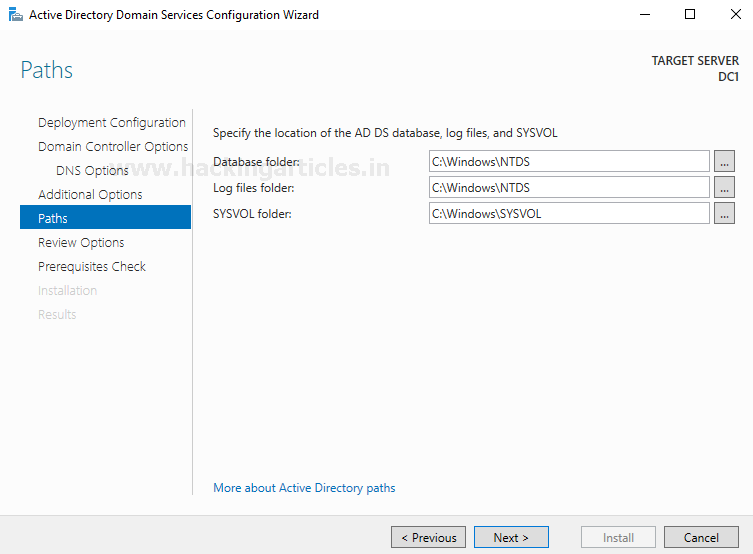 Active Directory Domain Services Configuration Wizard
Paths
TARGET SERVER
DC1
Deployment Configuration
Domain Controller Options
DNS Options
Additional Options
Paths
Review Options
Prerequisites Check
Installation
Results
www.hackingarticles.in
Specify the location of the AD DS database, log files, and SYSVOL
Database folder: C:\Windows\NTDS ...
Log files folder: C:\Windows\NTDS ...
SYSVOL folder: C:\Windows\SYSVOL ...
More about Active Directory paths
< Previous Next > Install Cancel